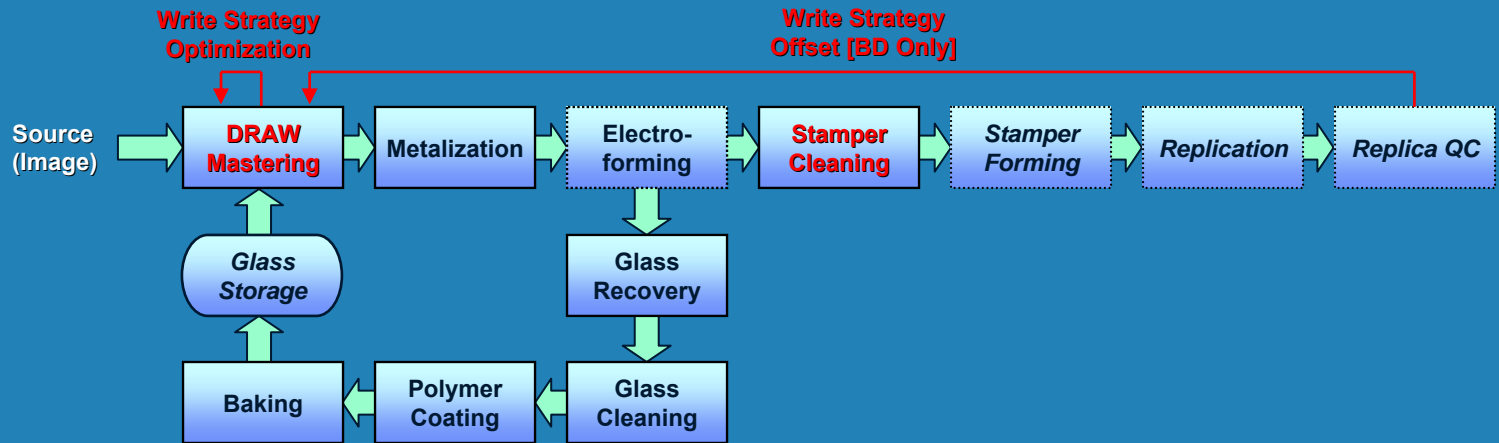 Write Strategy
Optimization
Write Strategy
Offset [BD Only]
Source
(Image)
DRAW
Mastering
Metalization
Electro-
forming
Stamper
Cleaning
Stamper
Forming
Replication
Replica QC
Glass
Storage
Glass
Recovery
Baking
Polymer
Coating
Glass
Cleaning